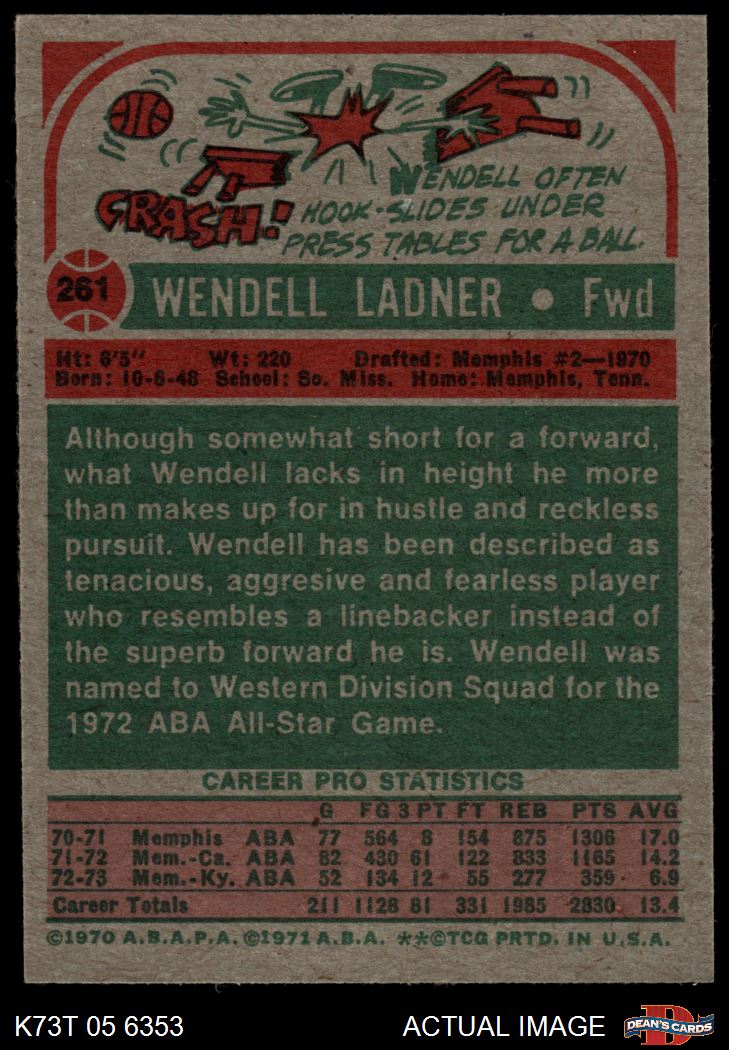 WENDELL OFTEN
HOOK-SLIDES UNDER
PRESS TABLES FOR A BALL.
CRASH!
261 WENDELL LADNER • Fwd
Ht: 6'5" Wt: 220 Drafted: Memphis #2—1970
Born: 10-6-48 School: So. Miss. Home: Memphis, Tenn.
Although somewhat short for a forward,
what Wendell lacks in height he more
than makes up for in hustle and reckless
pursuit. Wendell has been described as
tenacious, aggresive and fearless player
who resembles a linebacker instead of
the superb forward he is. Wendell was
named to Western Division Squad for the
1972 ABA All-Star Game.
CAREER PRO STATISTICS
G FG 3 PT FT REB PTS AVG
70-71 Memphis ABA 77 564 8 154 875 1306 17.0
71-72 Mem.-Ca. ABA 82 430 61 122 833 1165 14.2
72-73 Mem.-Ky. ABA 52 134 12 55 277 359 6.9
Career Totals 211 1128 81 331 1985 2830 13.4
©1970 A.B.A.P.A. ©1971 A.B.A. **©TCG PRTD. IN U.S.A.
K73T 05 6353 ACTUAL IMAGE DEAN'S CARDS